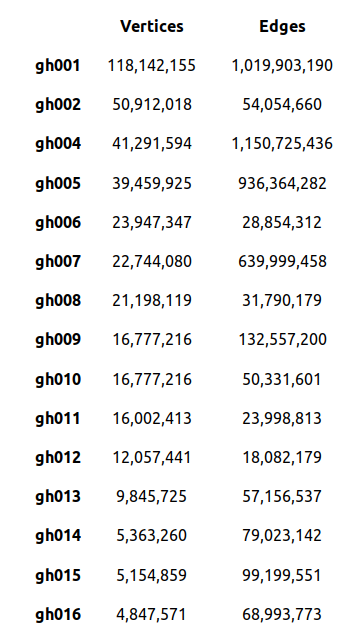 Vertices Edges
gh001 118,142,155 1,019,903,190
gh002 50,912,018 54,054,660
gh004 41,291,594 1,150,725,436
gh005 39,459,925 936,364,282
gh006 23,947,347 28,854,312
gh007 22,744,080 639,999,458
gh008 21,198,119 31,790,179
gh009 16,777,216 132,557,200
gh010 16,777,216 50,331,601
gh011 16,002,413 23,998,813
gh012 12,057,441 18,082,179
gh013 9,845,725 57,156,537
gh014 5,363,260 79,023,142
gh015 5,154,859 99,199,551
gh016 4,847,571 68,993,773